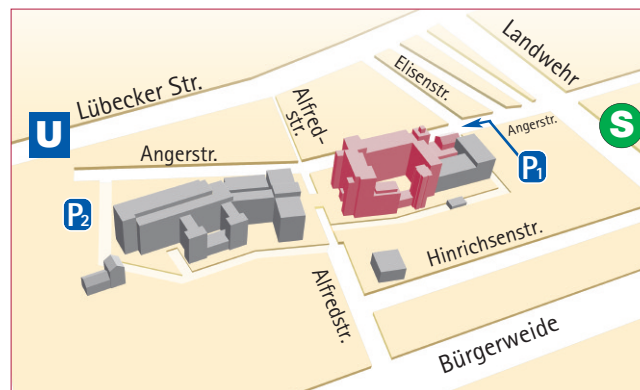 Landwehr
Elisenstr.
Lübecker Str.
Alfred-
str.
U
Angerstr.
Angerstr.
S
P1
P2
Hinrichsenstr.
Alfredstr.
Bürgerweide